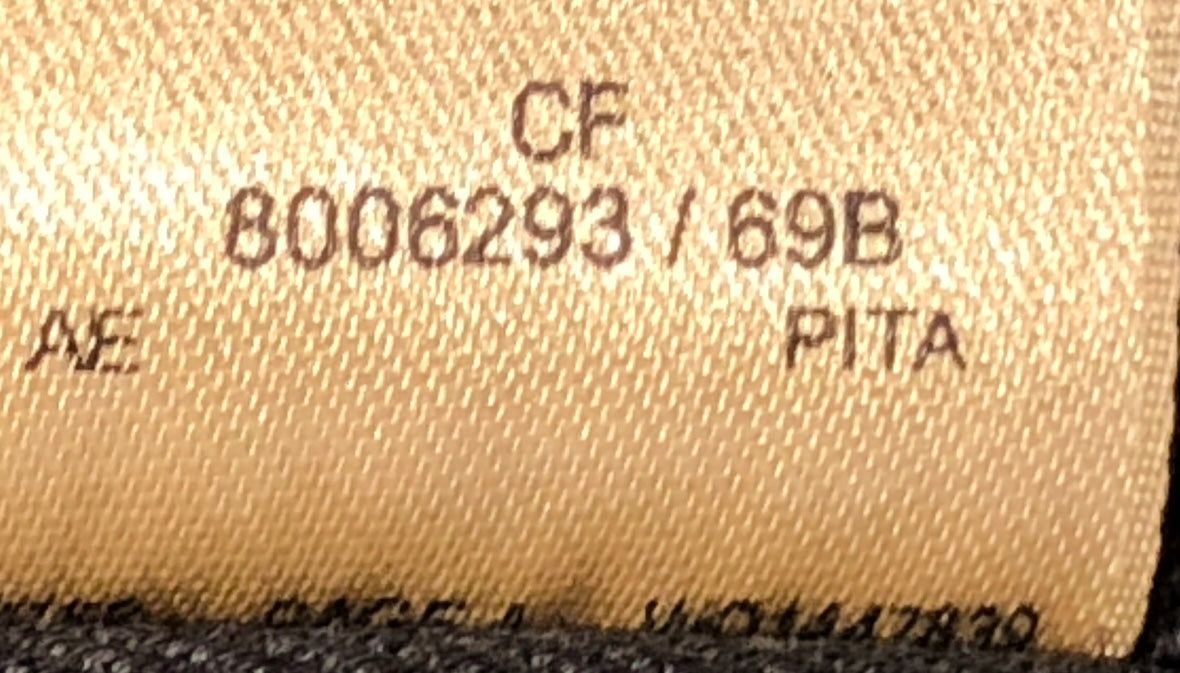 CF
8006293 / 69B
AE PITA